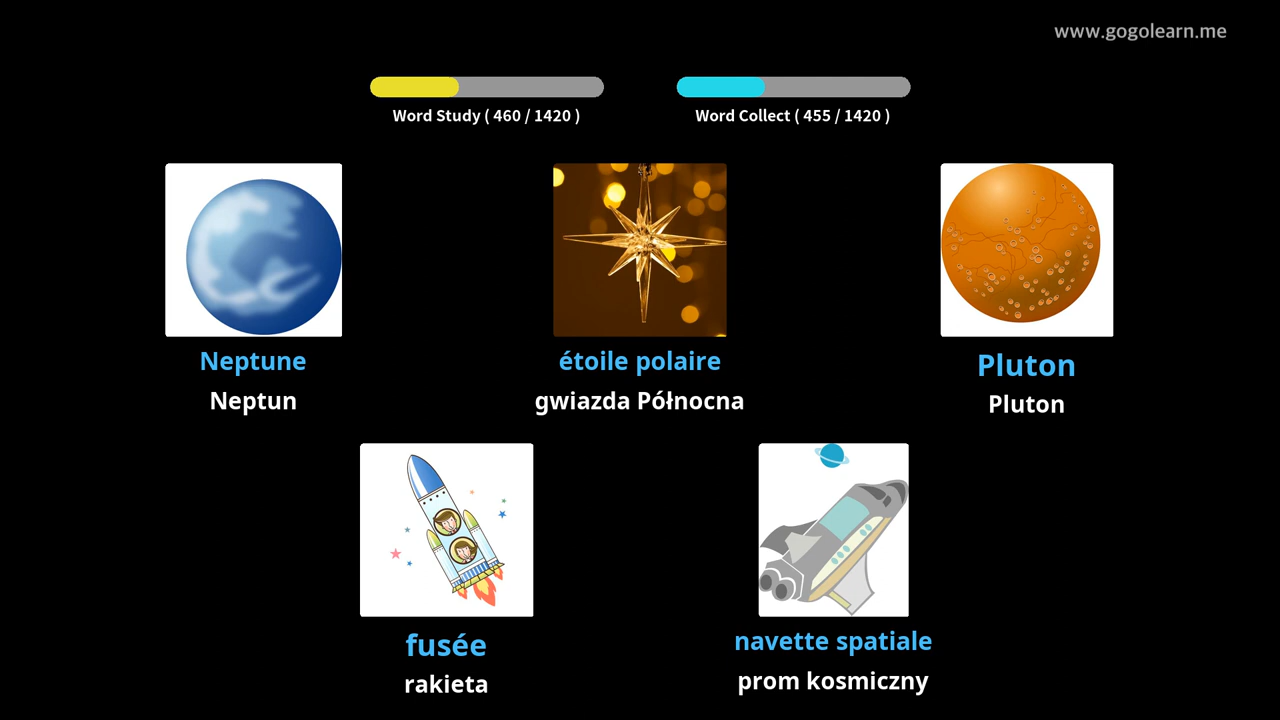 www.gogolearn.me
Word Study ( 460 / 1420 )
Word Collect ( 455 / 1420 )
Neptune
Neptun
étoile polaire
gwiazda Północna
Pluton
Pluton
fusée
rakieta
navette spatiale
prom kosmiczny